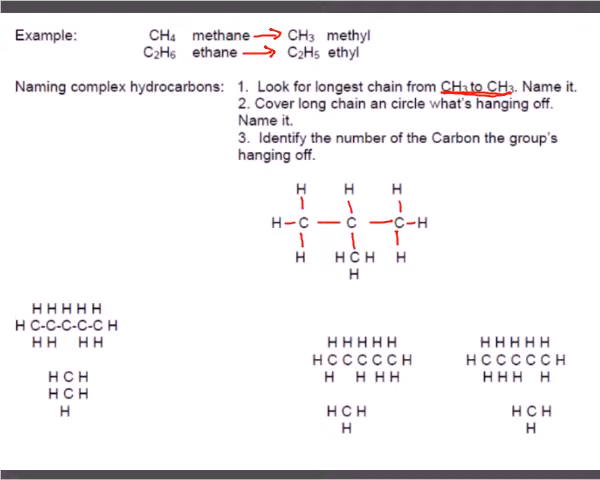 Example: CH4 methane CH3 methyl
C2H6 ethane C2H5 ethyl
Naming complex hydrocarbons: 1. Look for longest chain from CH3 to CH3. Name it.
2. Cover long chain an circle what's hanging off.
Name it.
3. Identify the number of the Carbon the group's
hanging off.
H H H
H-C — C — C-H
H H C H H
H
H H H H H
H C-C-C-C-C H
H H H H
H C H
H C H
H
H H H H H
H C C C C C H
H H H H
H C H
H
H H H H H
H C C C C C H
H H H H
H C H
H